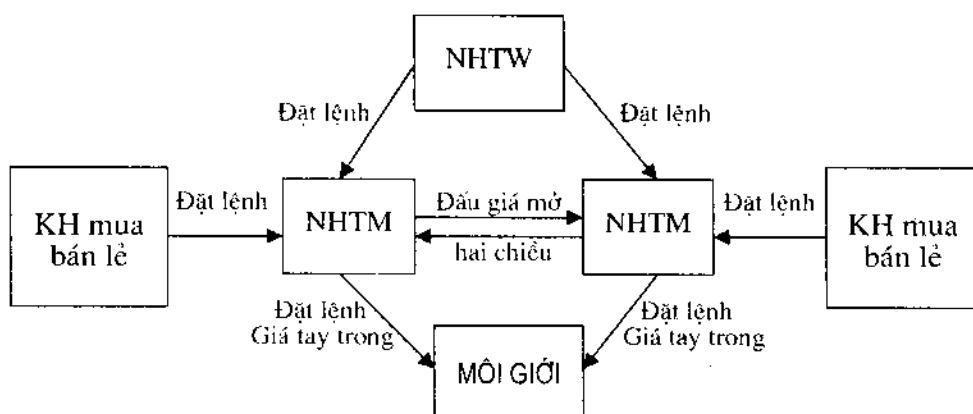 NHTW
Đặt lệnh
Đặt lệnh
KH mua
bán lẻ
Đặt lệnh
NHTM
Đấu giá mở
hai chiều
NHTM
Đặt lệnh
KH mua
bán lẻ
Đặt lệnh
Giá tay trong
Đặt lệnh
Giá tay trong
MÔI GIỚI